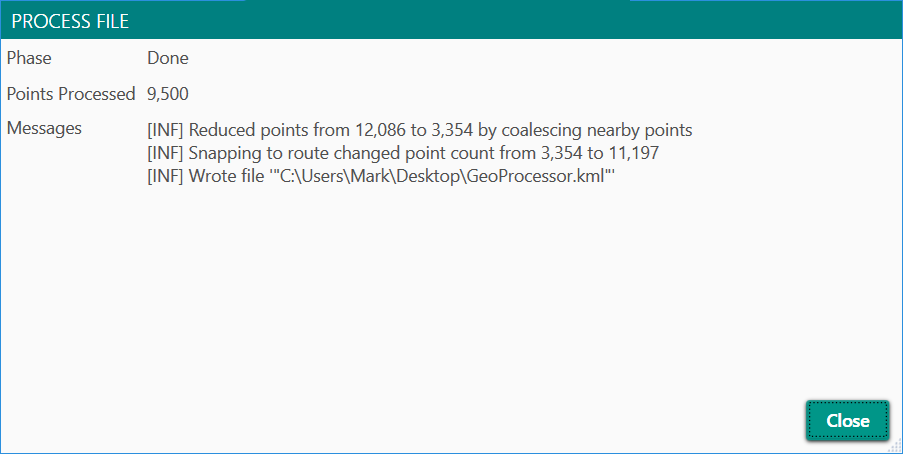 PROCESS FILE
Phase Done
Points Processed 9,500
Messages [INF] Reduced points from 12,086 to 3,354 by coalescing nearby points
[INF] Snapping to route changed point count from 3,354 to 11,197
[INF] Wrote file '"C:\Users\Mark\Desktop\GeoProcessor.kml"'
Close